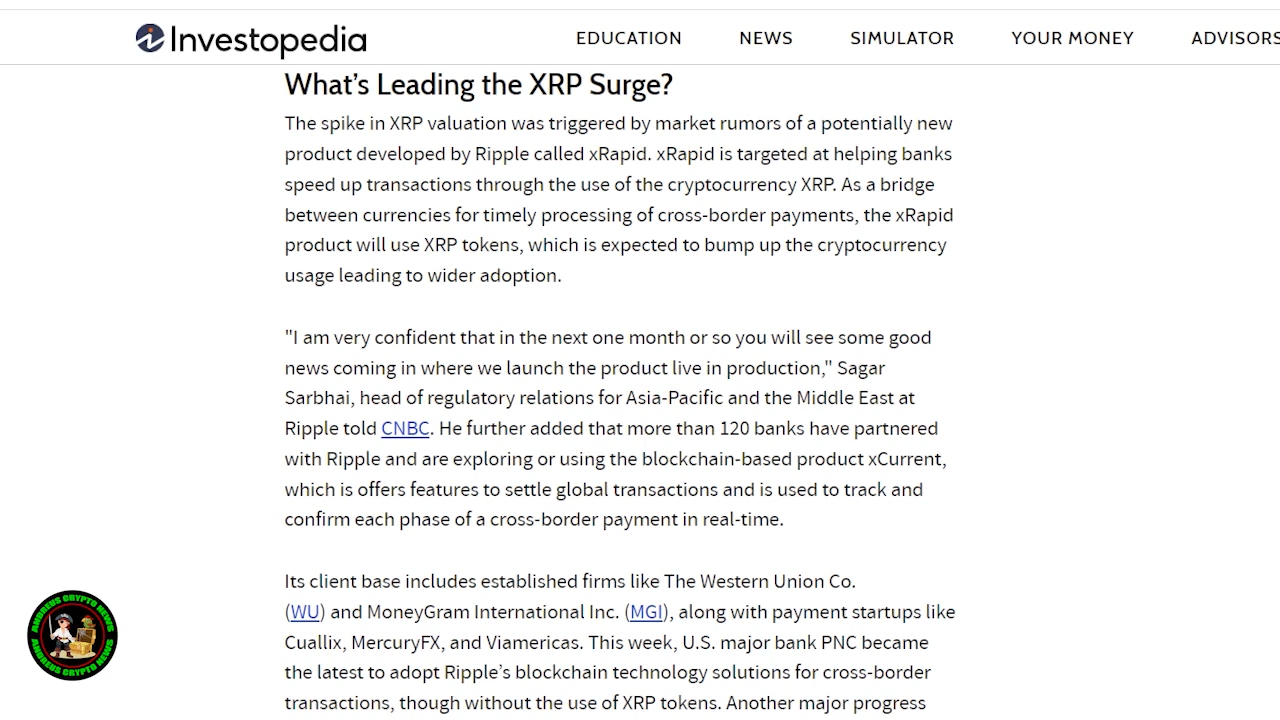 Investopedia
EDUCATION NEWS SIMULATOR YOUR MONEY ADVISORS
What's Leading the XRP Surge?
The spike in XRP valuation was triggered by market rumors of a potentially new
product developed by Ripple called xRapid. xRapid is targeted at helping banks
speed up transactions through the use of the cryptocurrency XRP. As a bridge
between currencies for timely processing of cross-border payments, the xRapid
product will use XRP tokens, which is expected to bump up the cryptocurrency
usage leading to wider adoption.
"I am very confident that in the next one month or so you will see some good
news coming in where we launch the product live in production," Sagar
Sarbhai, head of regulatory relations for Asia-Pacific and the Middle East at
Ripple told CNBC. He further added that more than 120 banks have partnered
with Ripple and are exploring or using the blockchain-based product xCurrent,
which is offers features to settle global transactions and is used to track and
confirm each phase of a cross-border payment in real-time.
Its client base includes established firms like The Western Union Co.
(WU) and MoneyGram International Inc. (MGI), along with payment startups like
Cuallix, MercuryFX, and Viamericas. This week, U.S. major bank PNC became
the latest to adopt Ripple's blockchain technology solutions for cross-border
transactions, though without the use of XRP tokens. Another major progress
ANDREUS CRYPTO NEWS
ANDREUS CRYPTO NEWS